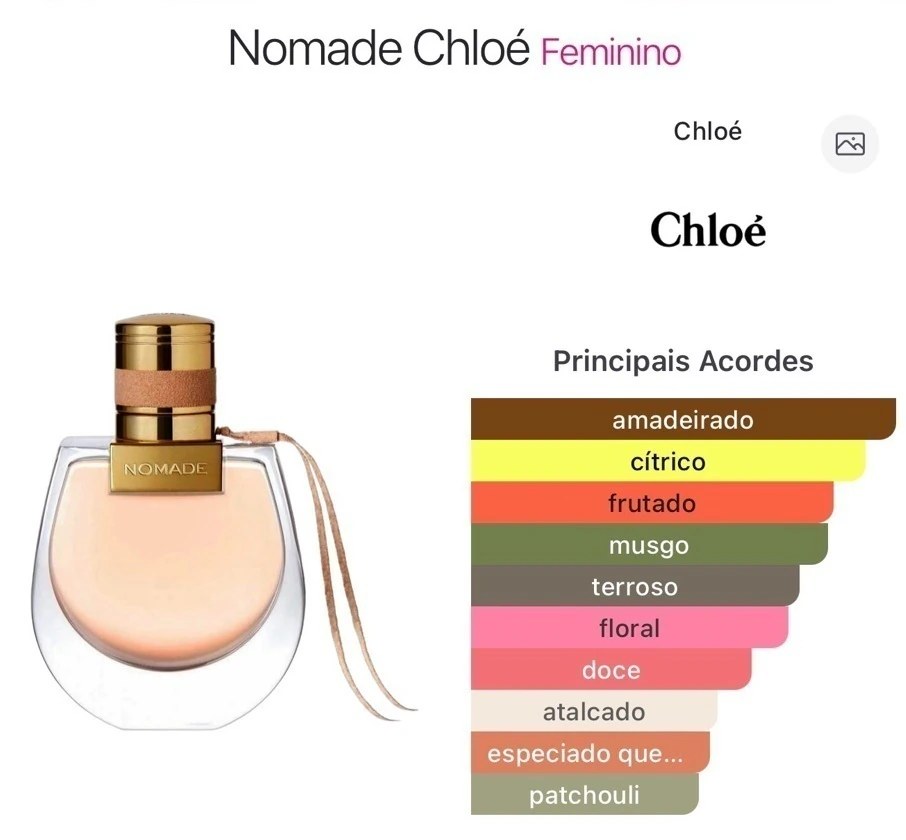 Nomade Chloé Feminino
Chloé
Chloé
NOMADE
Principais Acordes
amadeirado
cítrico
frutado
musgo
terroso
floral
doce
atalcado
especiado que...
patchouli